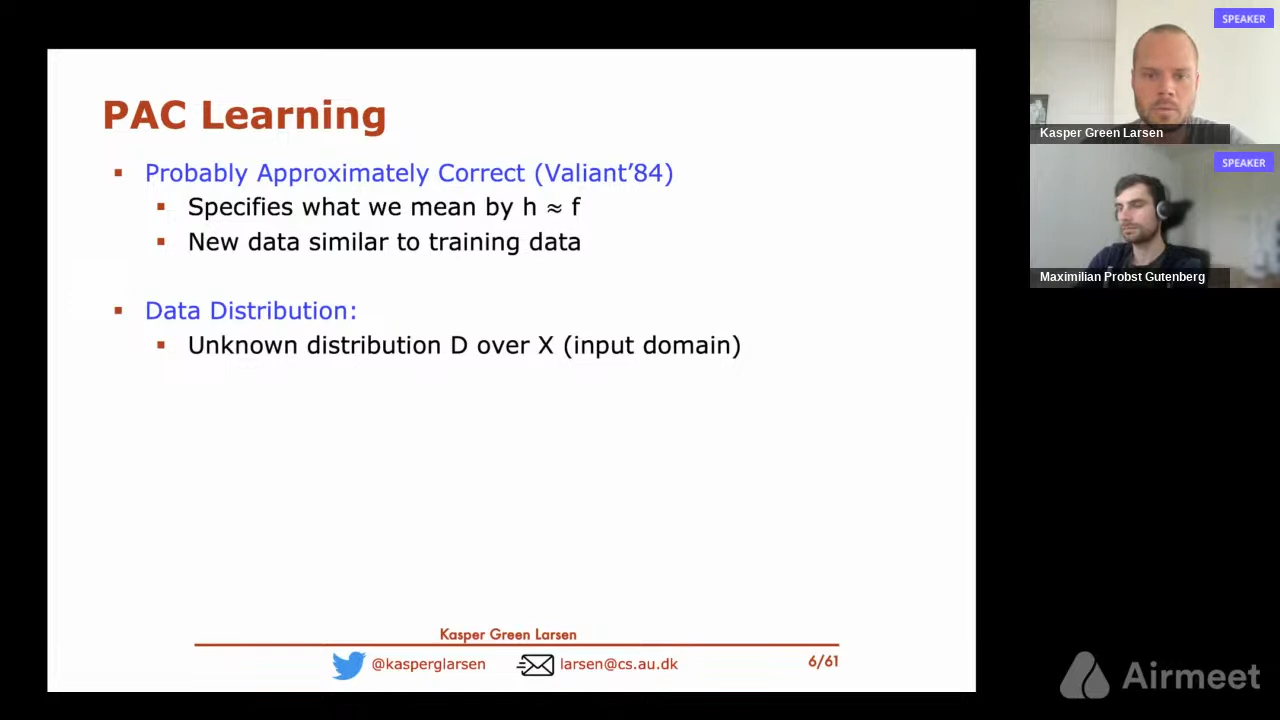 PAC Learning
Probably Approximately Correct (Valiant'84)
Specifies what we mean by h ≈ f
New data similar to training data
Data Distribution:
Unknown distribution D over X (input domain)
Kasper Green Larsen
@kasperglarsen
larsen@cs.au.dk
6/61
SPEAKER
Kasper Green Larsen
SPEAKER
Maximilian Probst Gutenberg
Airmeet